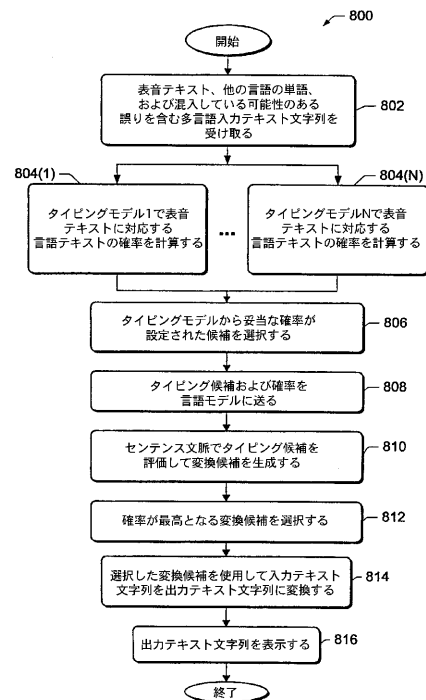 800
開始
表音テキスト、他の言語の単語、
および混入している可能性のある
誤りを含む多言語入力テキスト文字列を
受け取る
802
804(1)
804(N)
タイピングモデル1で表音
テキストに対応する
言語テキストの確率を計算する
...
タイピングモデルNで表音
テキストに対応する
言語テキストの確率を計算する
タイピングモデルから妥当な確率が
設定された候補を選択する
806
タイピング候補および確率を
言語モデルに送る
808
センテンス文脈でタイピング候補を
評価して変換候補を生成する
810
確率が最高となる変換候補を選択する
812
選択した変換候補を使用して入力テキスト
文字列を出力テキスト文字列に変換する
814
出力テキスト文字列を表示する
816
終了